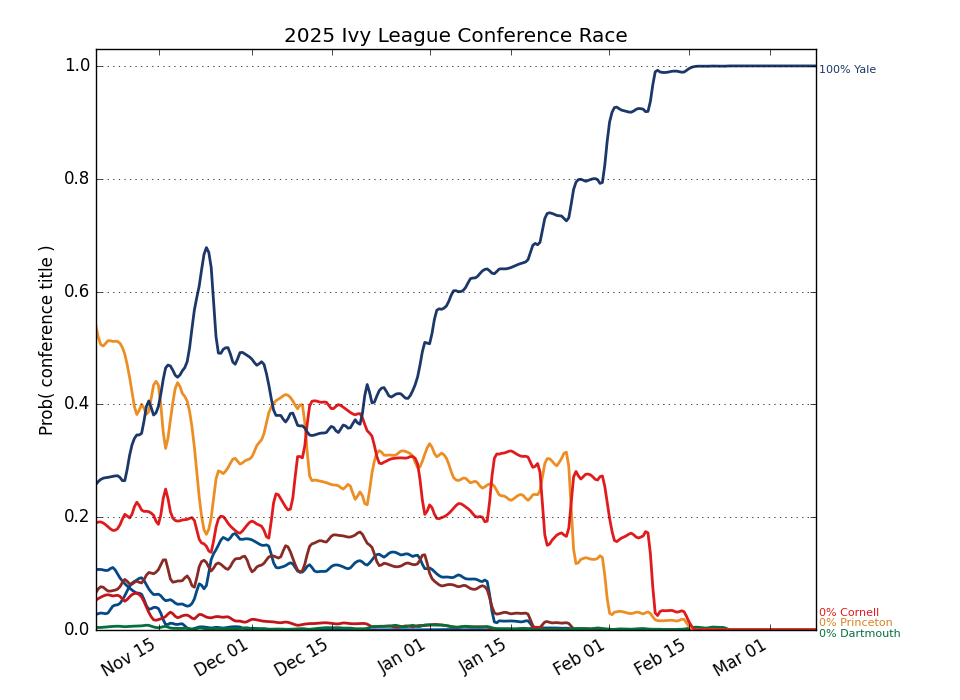 2025 Ivy League Conference Race
Prob( conference title )
1.0
0.8
0.6
0.4
0.2
0.0
Nov 15
Dec 01
Dec 15
Jan 01
Jan 15
Feb 01
Feb 15
Mar 01
100% Yale
0% Cornell
0% Princeton
0% Dartmouth